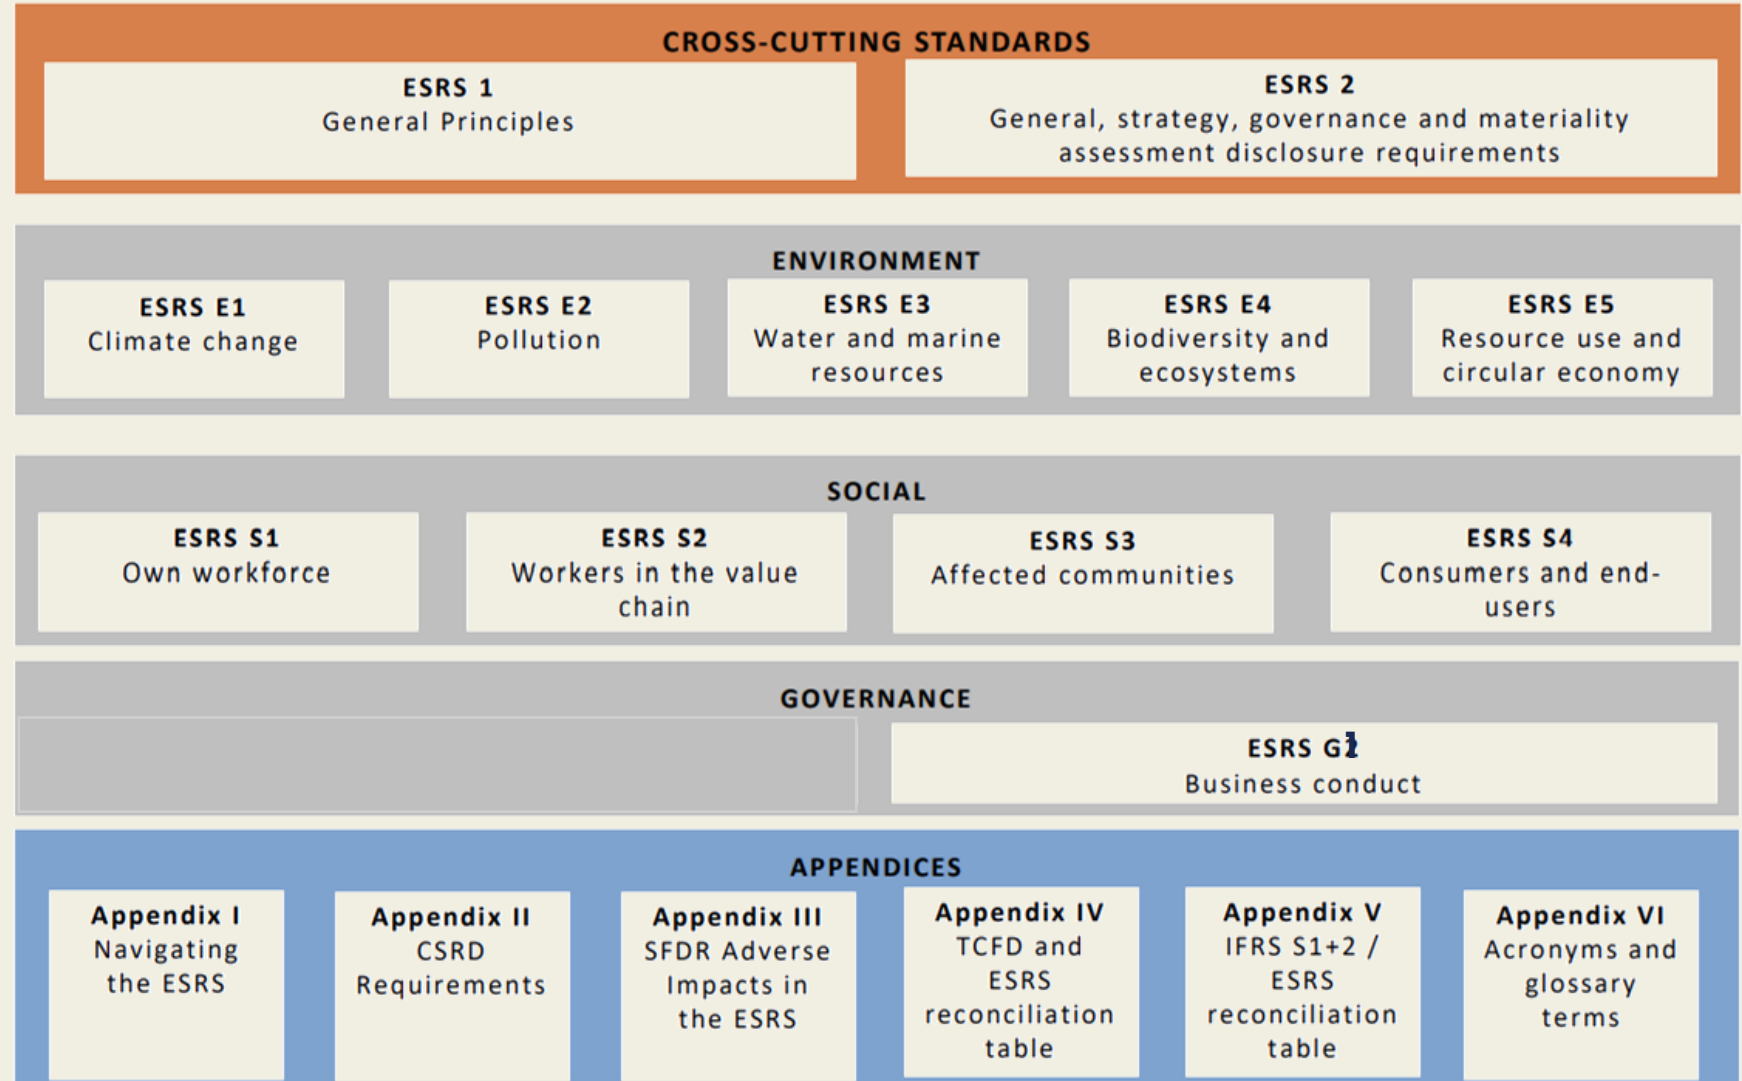 CROSS-CUTTING STANDARDS
ESRS 1
General Principles
ESRS 2
General, strategy, governance and materiality
assessment disclosure requirements
ENVIRONMENT
ESRS E1
Climate change
ESRS E2
Pollution
ESRS E3
Water and marine
resources
ESRS E4
Biodiversity and
ecosystems
ESRS E5
Resource use and
circular economy
SOCIAL
ESRS S1
Own workforce
ESRS S2
Workers in the value
chain
ESRS S3
Affected communities
ESRS S4
Consumers and end-
users
GOVERNANCE
ESRS
Business conduct
APPENDICES
Appendix I
Navigating
the ESRS
Appendix II
CSRD
Requirements
Appendix III
SFDR Adverse
Impacts in
the ESRS
Appendix IV
TCFD and
ESRS
reconciliation
table
Appendix V
IFRS S1+2 /
ESRS
reconciliation
table
Appendix VI
Acronyms and
glossary
terms